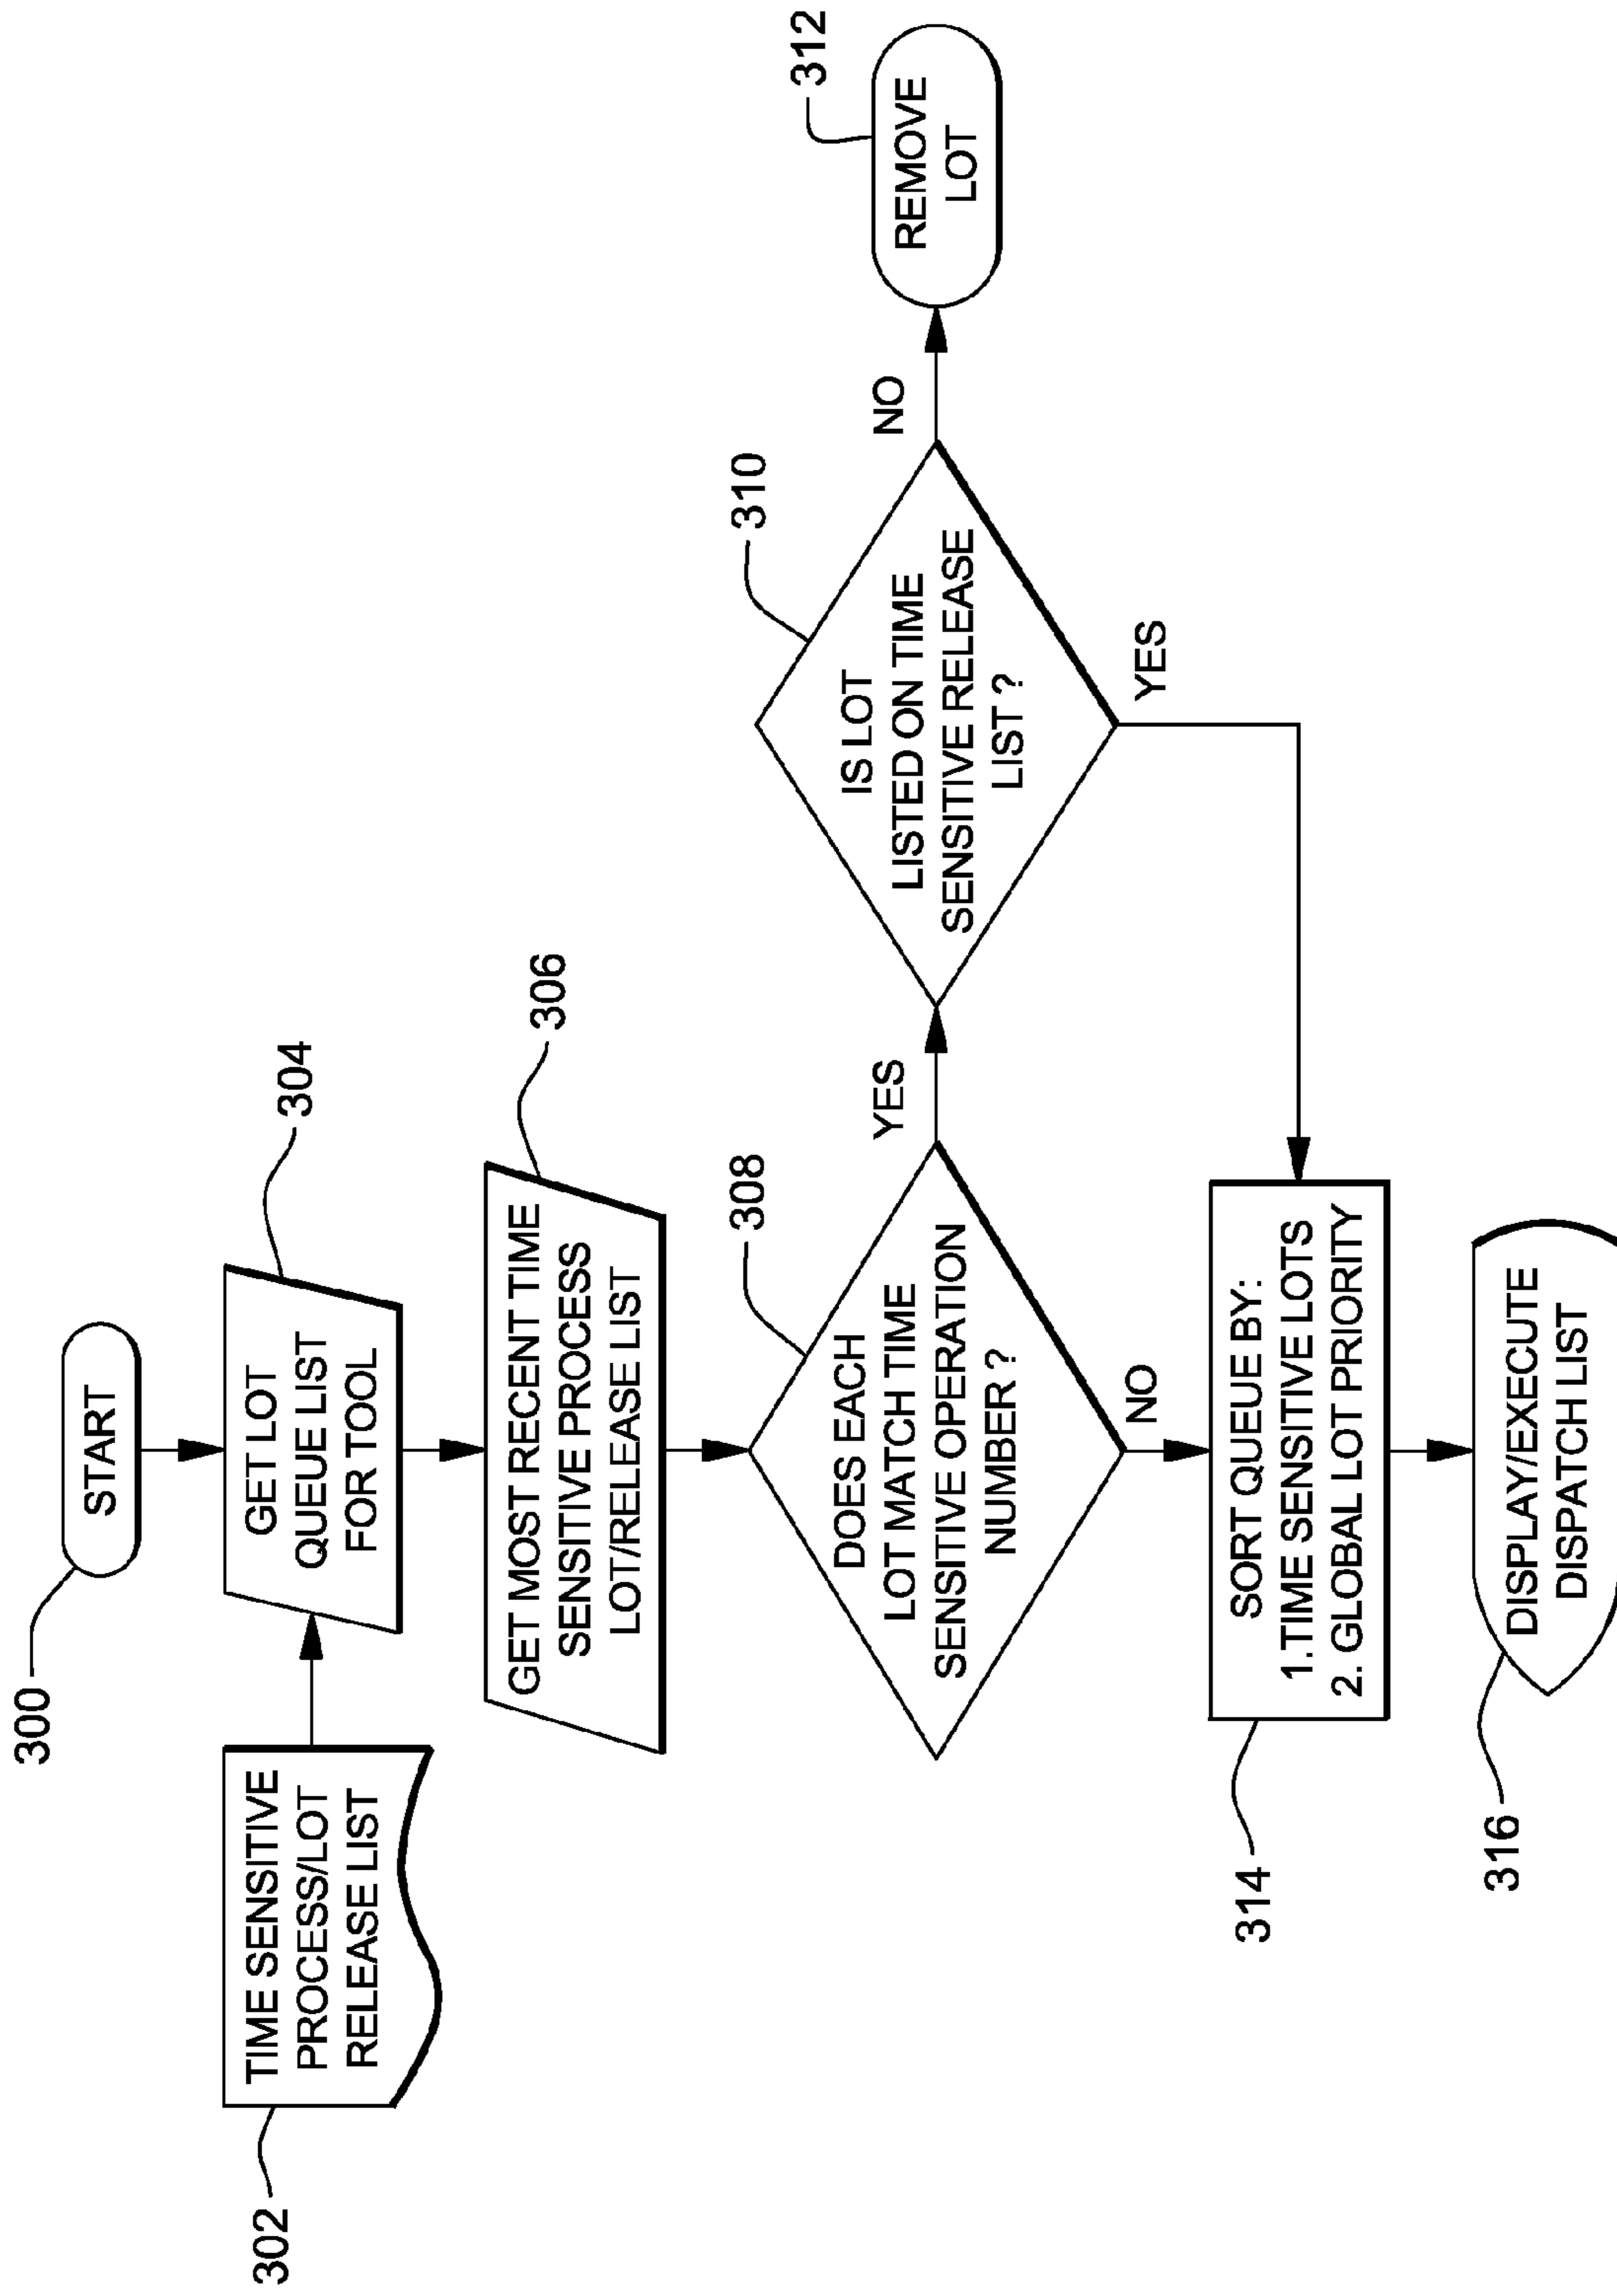 300
START
302
TIME SENSITIVE
PROCESS/LOT
RELEASE LIST
304
GET LOT
QUEUE LIST
FOR TOOL
306
GET MOST RECENT TIME
SENSITIVE PROCESS
LOT/RELEASE LIST
308
DOES EACH
LOT MATCH TIME
SENSITIVE OPERATION
NUMBER ?
YES
NO
310
IS LOT
LISTED ON TIME
SENSITIVE RELEASE
LIST ?
NO
YES
312
REMOVE
LOT
314
SORT QUEUE BY:
1.TIME SENSITIVE LOTS
2. GLOBAL LOT PRIORITY
316
DISPLAY/EXECUTE
DISPATCH LIST